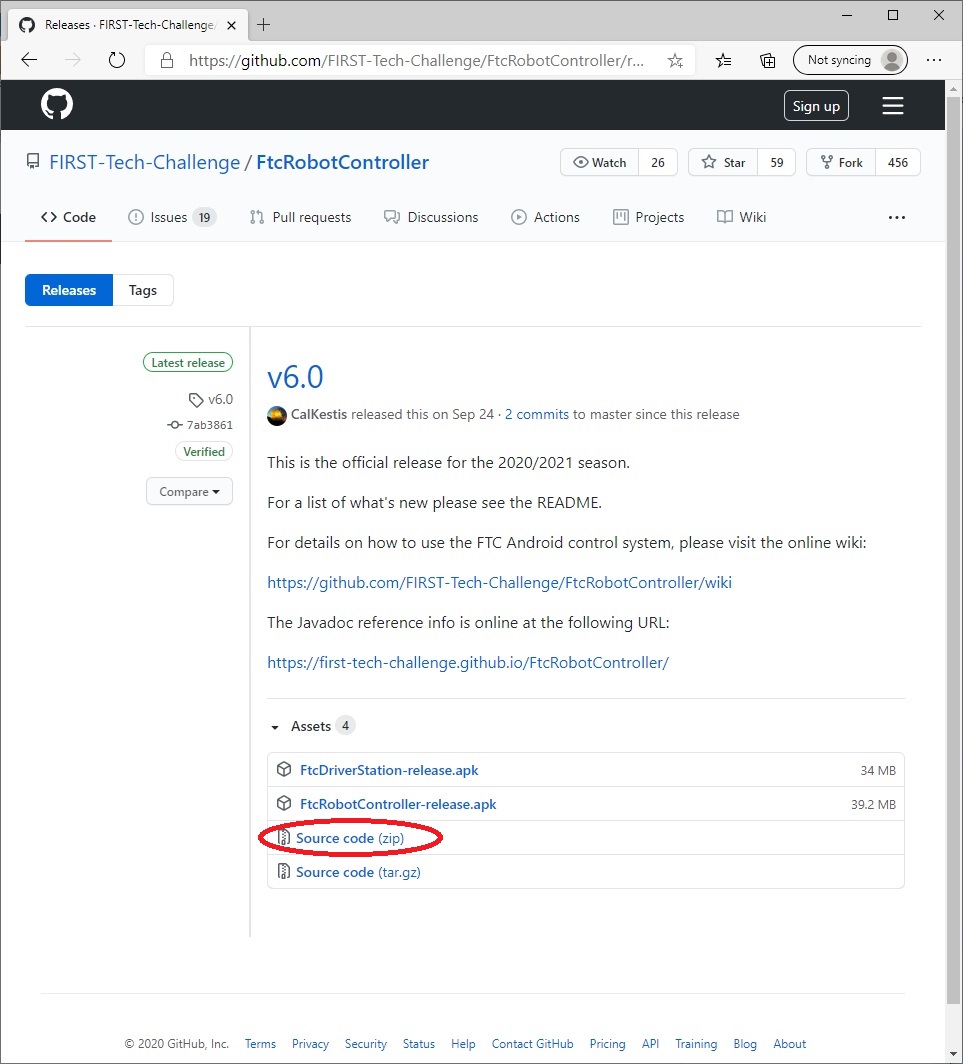 Releases · FIRST-Tech-Challenge/
https://github.com/FIRST-Tech-Challenge/FtcRobotController/r...
Not syncing
Sign up
FIRST-Tech-Challenge / FtcRobotController
Watch 26 Star 59 Fork 456
Code Issues 19 Pull requests Discussions Actions Projects Wiki
Releases Tags
Latest release
v6.0
7ab3861
Verified
Compare
v6.0
CalKestis released this on Sep 24 · 2 commits to master since this release
This is the official release for the 2020/2021 season.
For a list of what's new please see the README.
For details on how to use the FTC Android control system, please visit the online wiki:
https://github.com/FIRST-Tech-Challenge/FtcRobotController/wiki
The Javadoc reference info is online at the following URL:
https://first-tech-challenge.github.io/FtcRobotController/
Assets 4
FtcDriverStation-release.apk 34 MB
FtcRobotController-release.apk 39.2 MB
Source code (zip)
Source code (tar.gz)
© 2020 GitHub, Inc. Terms Privacy Security Status Help Contact GitHub Pricing API Training Blog About